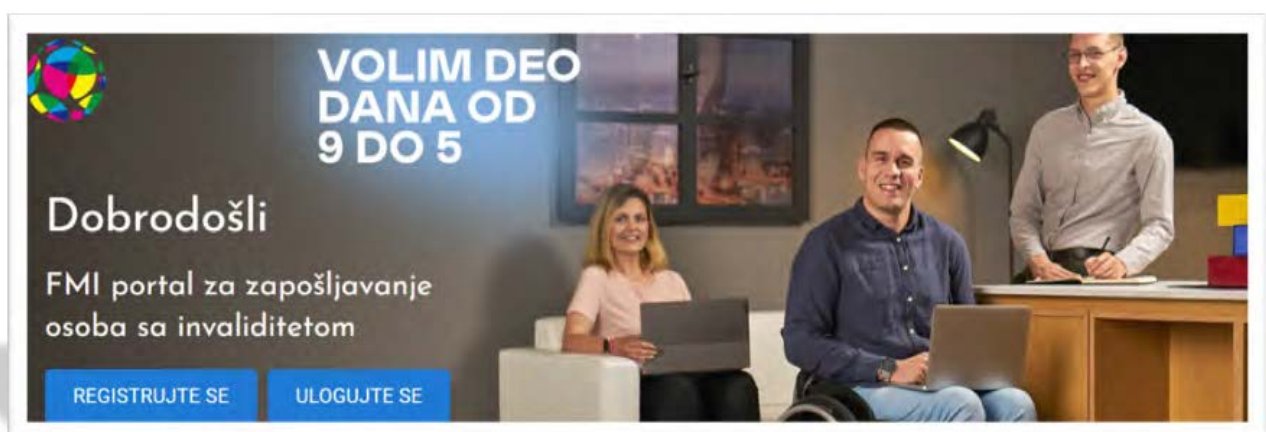 VOLIM DEO
DANA OD
9 DO 5
Dobrodošli
FMI portal za zapošljavanje
osoba sa invaliditetom
REGISTRUJTE SE
ULOGUJTE SE